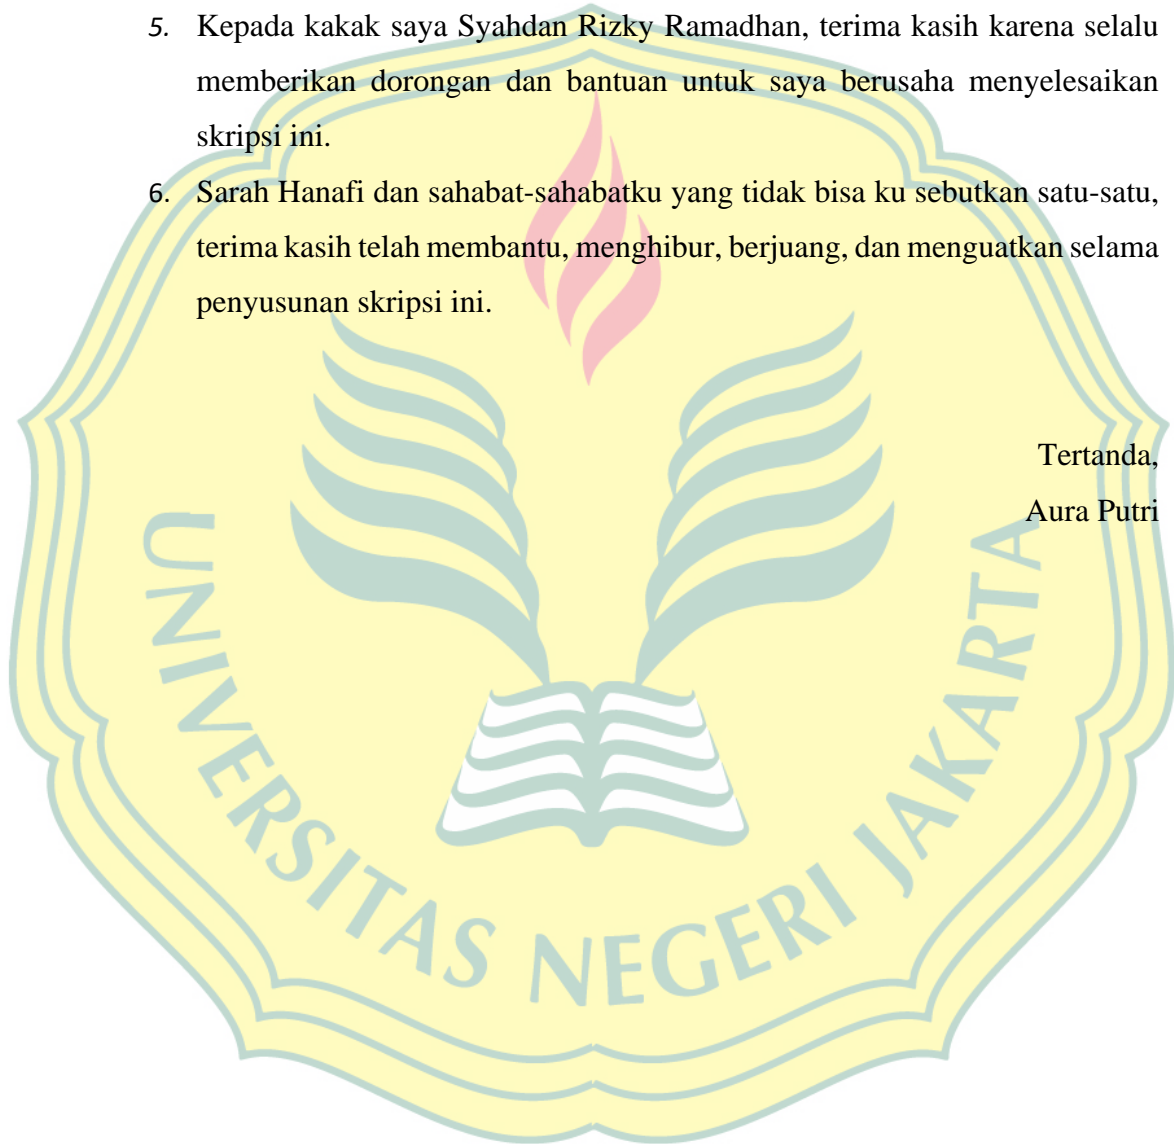 5. Kepada kakak saya Syahdan Rizky Ramadhan, terima kasih karena selalu
memberikan dorongan dan bantuan untuk saya berusaha menyelesaikan
skripsi ini.
6. Sarah Hanafi dan sahabat-sahabatku yang tidak bisa ku sebutkan satu-satu,
terima kasih telah membantu, menghibur, berjuang, dan menguatkan selama
penyusunan skripsi ini.
Tertanda,
Aura Putri
UNIVERSITAS NEGERI JAKARTA